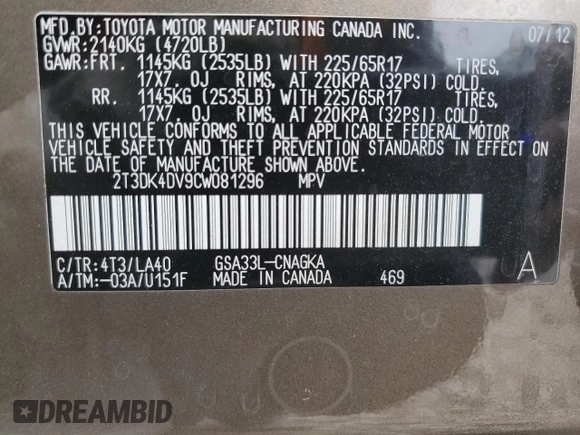 MFD.BY:TOYOTA MOTOR MANUFACTURING CANADA INC. 07/12
GVWR:2140KG (4720LB)
GAWR:FRT. 1145KG (2535LB) WITH 225/65R17 TIRES,
17X7.0J RIMS, AT 220KPA (32PSI) COLD
RR. 1145KG (2535LB) WITH 225/65R17 TIRES,
17X7.0J RIMS, AT 220KPA (32PSI) COLD
THIS VEHICLE CONFORMS TO ALL APPLICABLE FEDERAL MOTOR
VEHICLE SAFETY AND THEFT PREVENTION STANDARDS IN EFFECT ON
THE DATE OF MANUFACTURE SHOWN ABOVE.
2T3DK4DV9CW081296 MPV
C/TR:4T3/LA40 GSA33L-CNAGKA A
A/TM:-03A/U151F MADE IN CANADA 469
DREAMBID